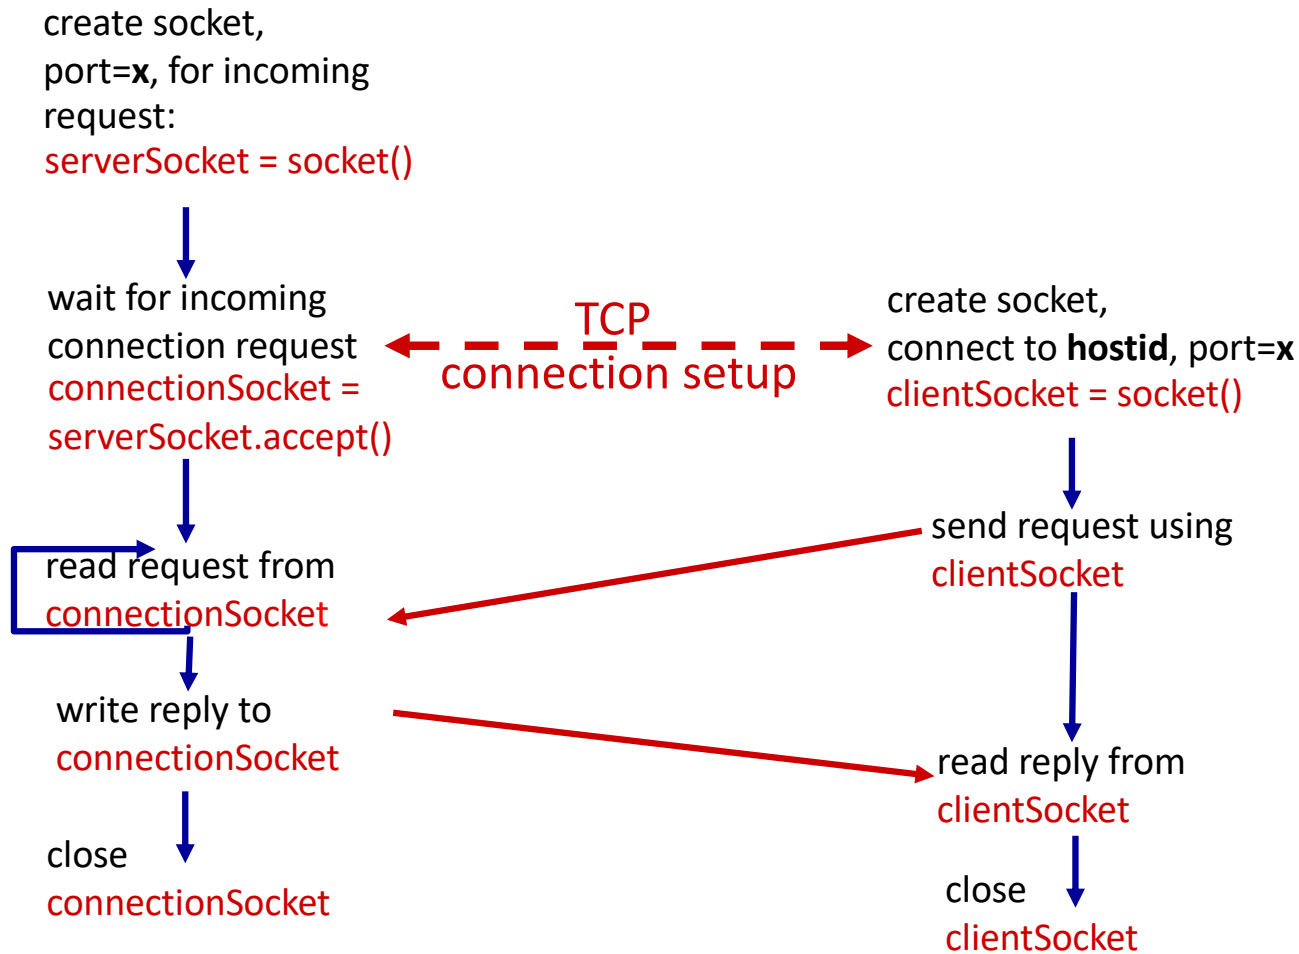 create socket,
port=x, for incoming
request:
serverSocket = socket()
wait for incoming
connection request
connectionSocket =
serverSocket.accept()
TCP
connection setup
create socket,
connect to hostid, port=x
clientSocket = socket()
read request from
connectionSocket
send request using
clientSocket
write reply to
connectionSocket
read reply from
clientSocket
close
connectionSocket
close
clientSocket